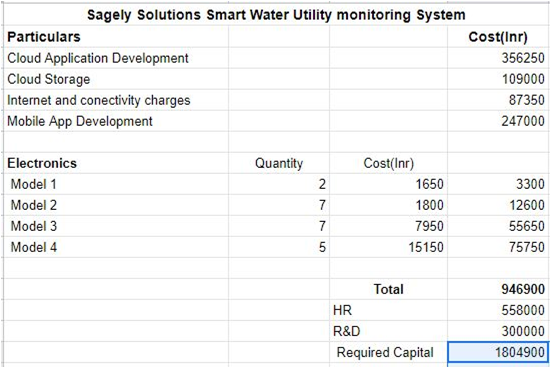 Sagely Solutions Smart Water Utility monitoring System
Particulars Cost(Inr)
Cloud Application Development 356250
Cloud Storage 109000
Internet and conectivity charges 87350
Mobile App Development 247000
Electronics Quantity Cost(Inr)
Model 1 2 1650 3300
Model 2 7 1800 12600
Model 3 7 7950 55650
Model 4 5 15150 75750
Total 946900
HR 558000
R&D 300000
Required Capital 1804900